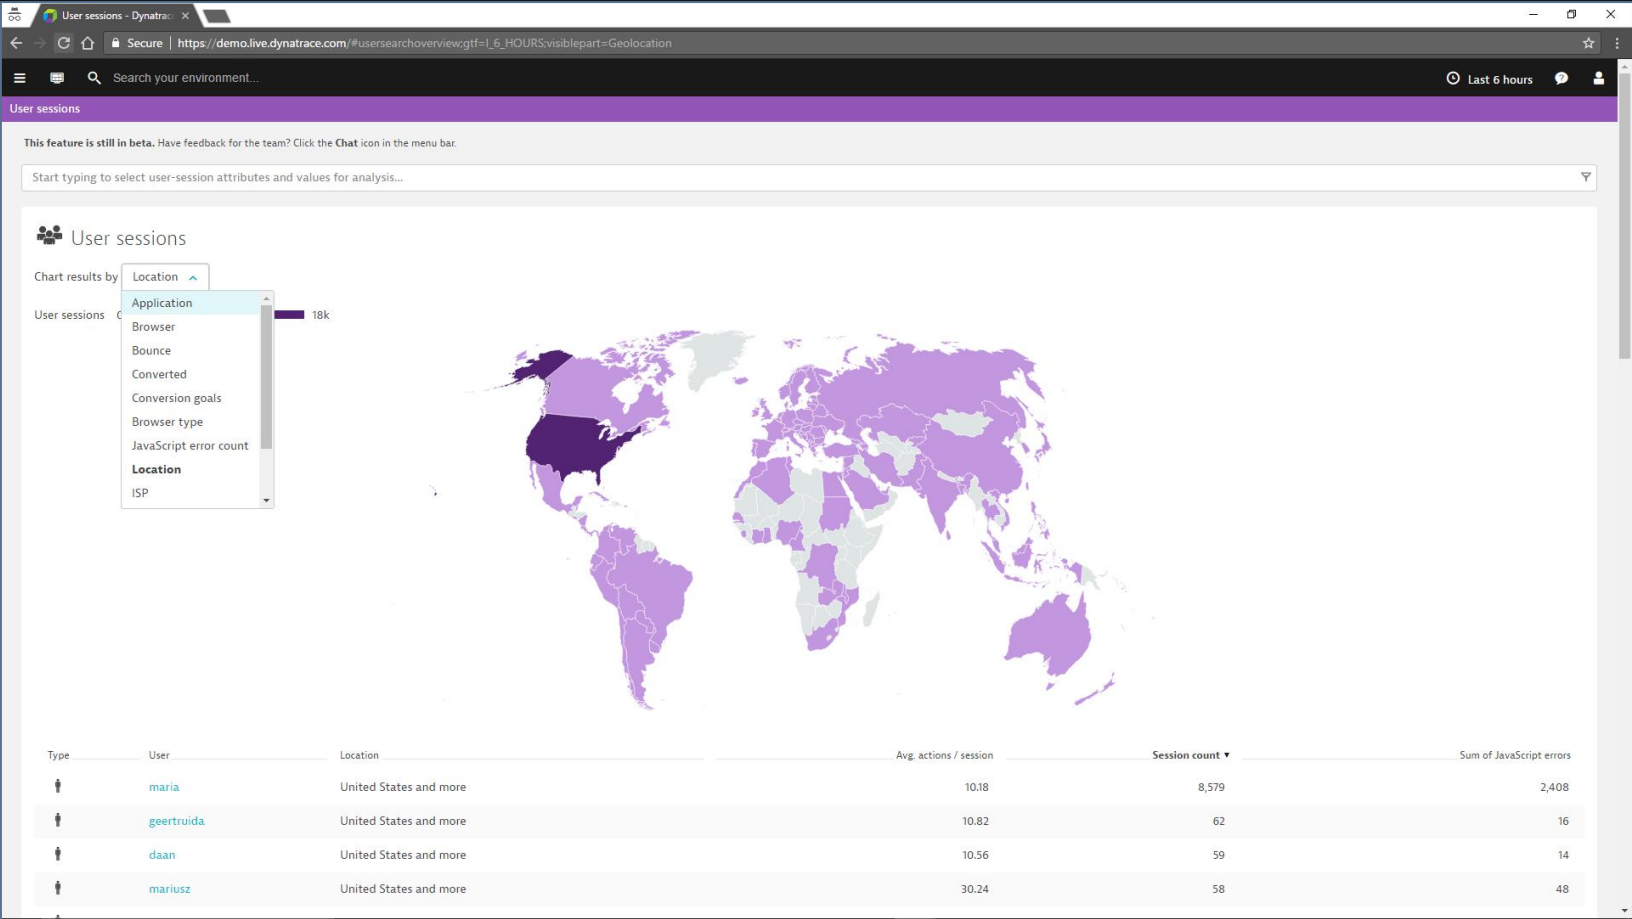 User sessions - Dynatrac
Secure | https://demo.live.dynatrace.com/#usersearchoverview;gtf=l_6_HOURS;visiblepart=Geolocation
Search your environment...
Last 6 hours
User sessions
This feature is still in beta. Have feedback for the team? Click the Chat icon in the menu bar.
Start typing to select user-session attributes and values for analysis...
User sessions
Chart results by Location
User sessions 18k
Application
Browser
Bounce
Converted
Conversion goals
Browser type
JavaScript error count
Location
ISP
Type User Location Avg. actions / session Session count ▼ Sum of JavaScript errors
maria United States and more 10.18 8,579 2,408
geertruida United States and more 10.82 62 16
daan United States and more 10.56 59 14
mariusz United States and more 30.24 58 48